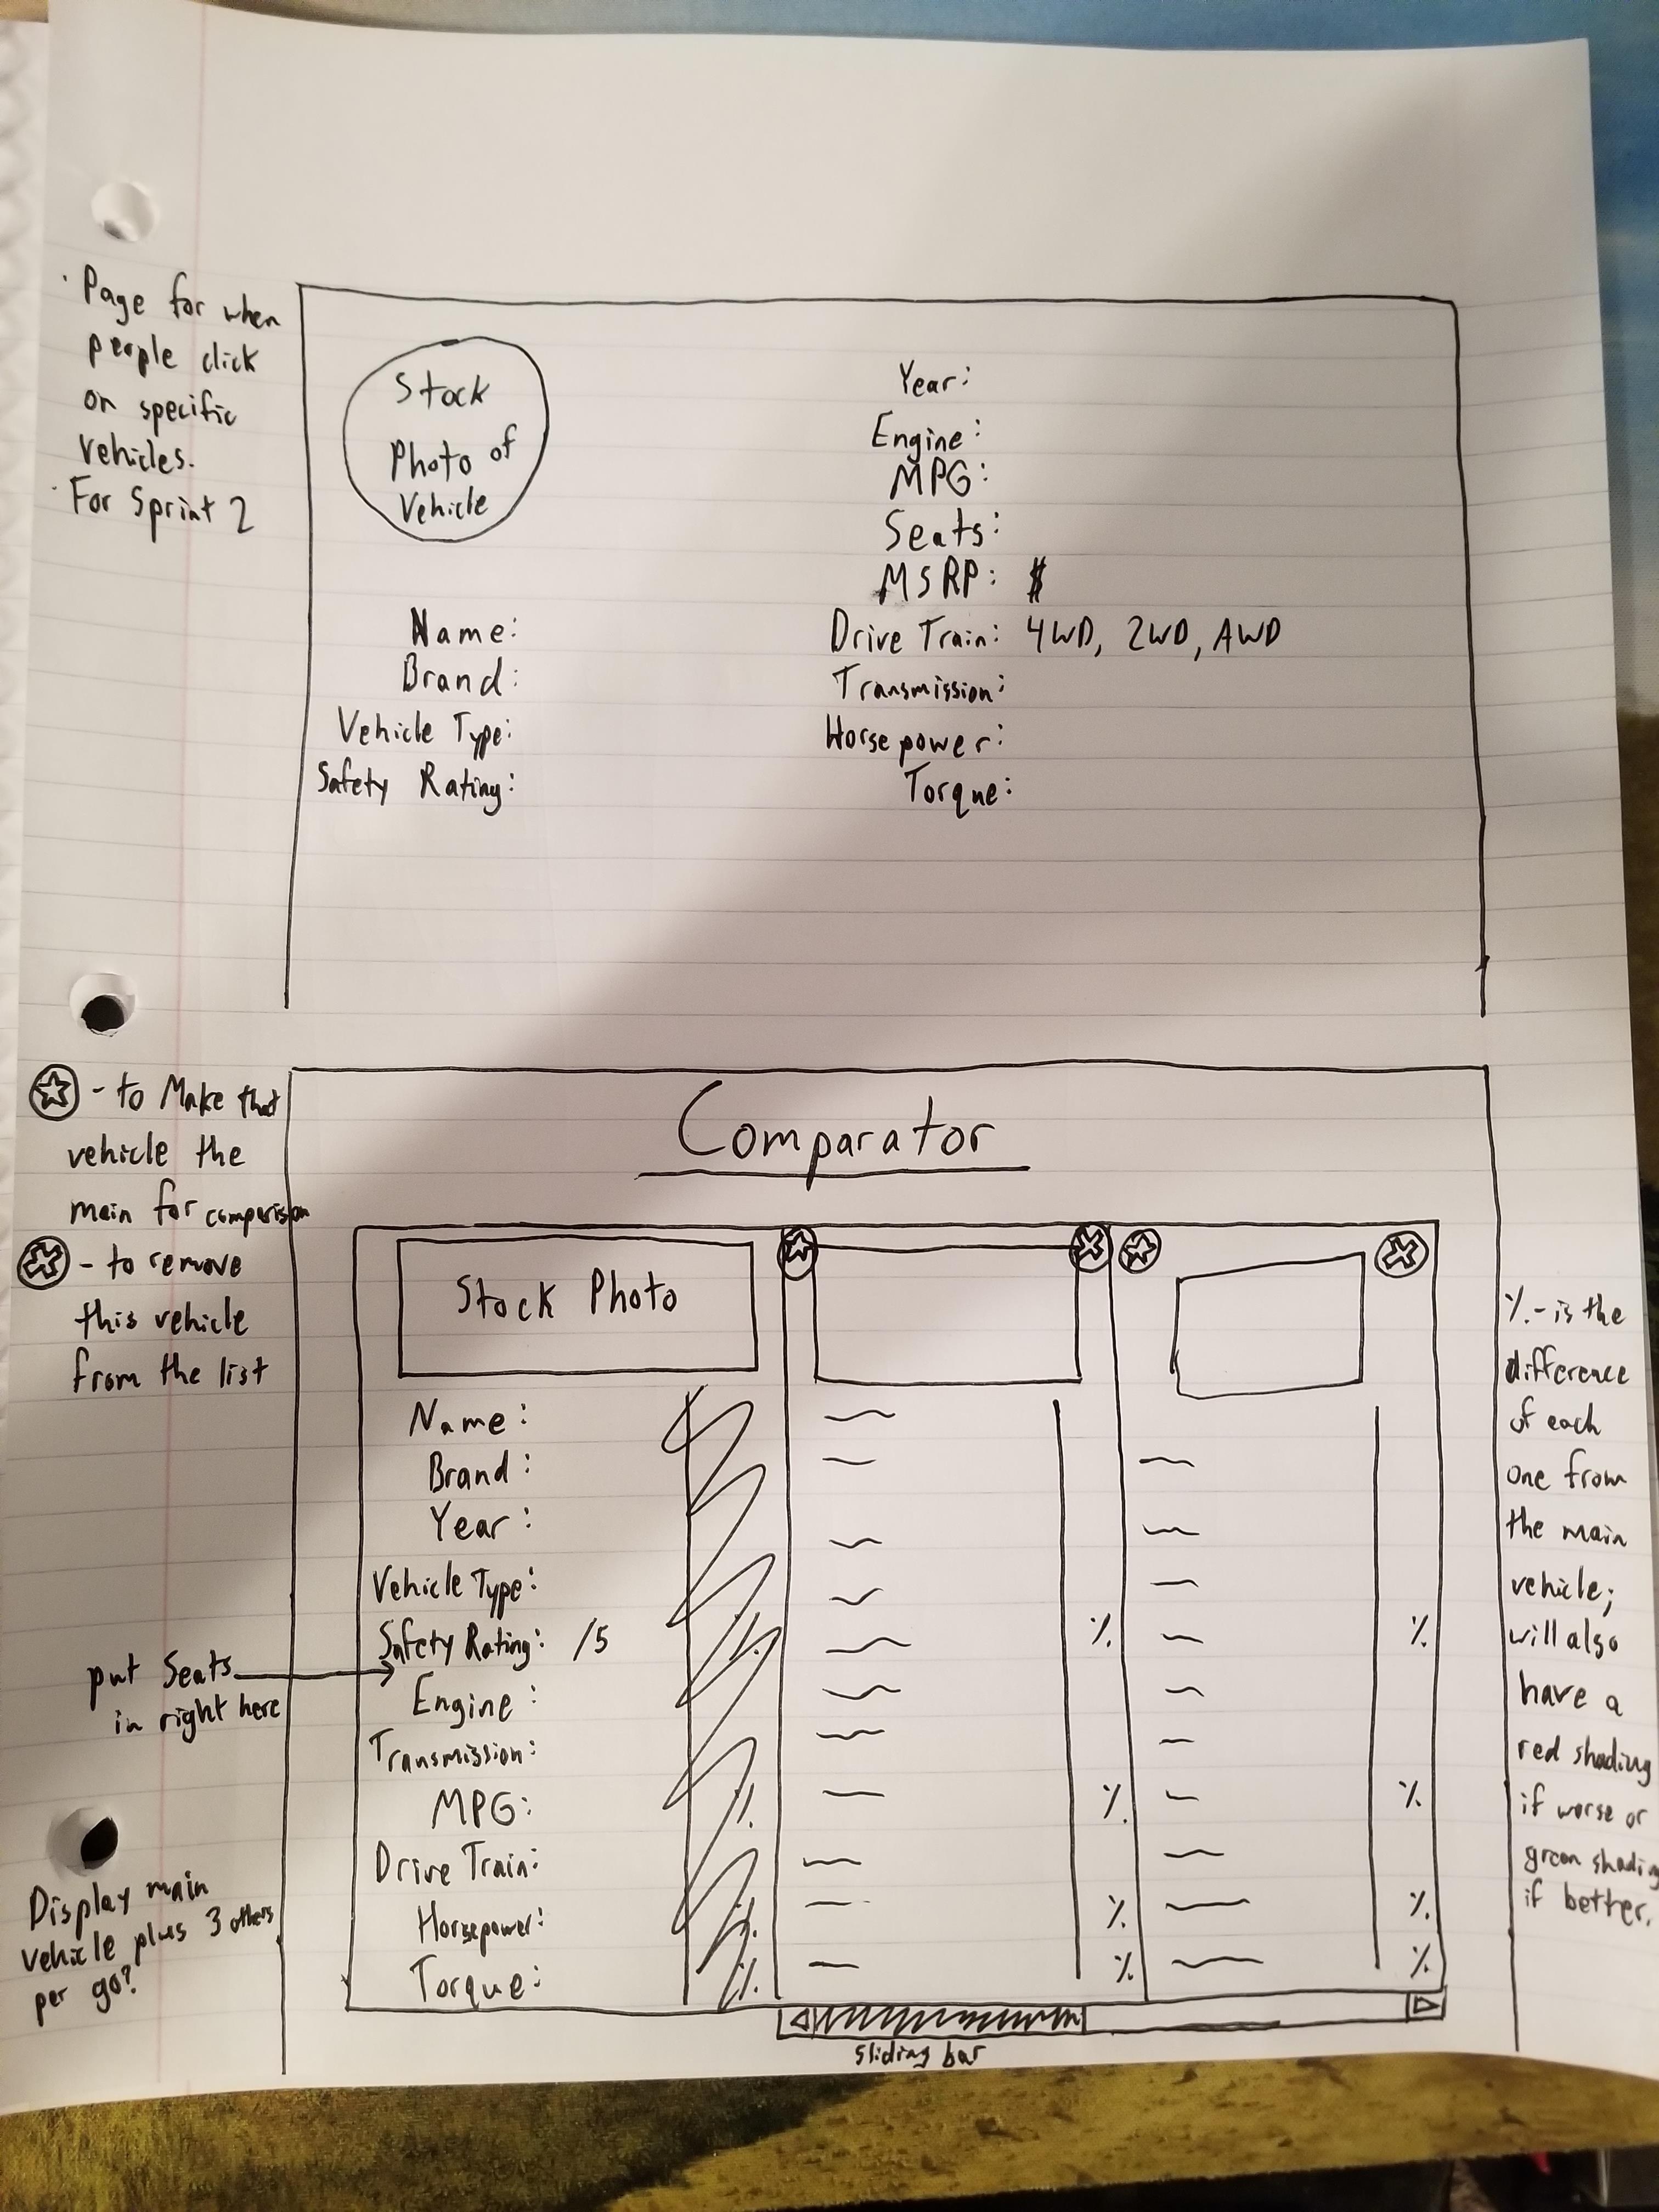 · Page for when
people click
on specific
vehicles.
· For Sprint 2
Stock
Photo of
Vehicle
Name:
Brand:
Vehicle Type:
Safety Rating:
Year:
Engine:
MPG:
Seats:
MSRP: $
Drive Train: 4WD, 2WD, AWD
Transmission:
Horsepower:
Torque:
- to Make that
vehicle the
main for comparision
- to remove
this vehicle
from the list
put Seats
in right here
Display main
vehicle plus 3 others
per go?
Comparator
Stock Photo
Name:
Brand:
Year:
Vehicle Type:
Safety Rating: /5
Engine:
Transmission:
MPG:
Drive Train:
Horsepower:
Torque:
%
%
%
%
%
%
%
%
%
%
%
%
sliding bar
% - is the
difference
of each
one from
the main
vehicle;
will also
have a
red shading
if worse or
green shading
if better.